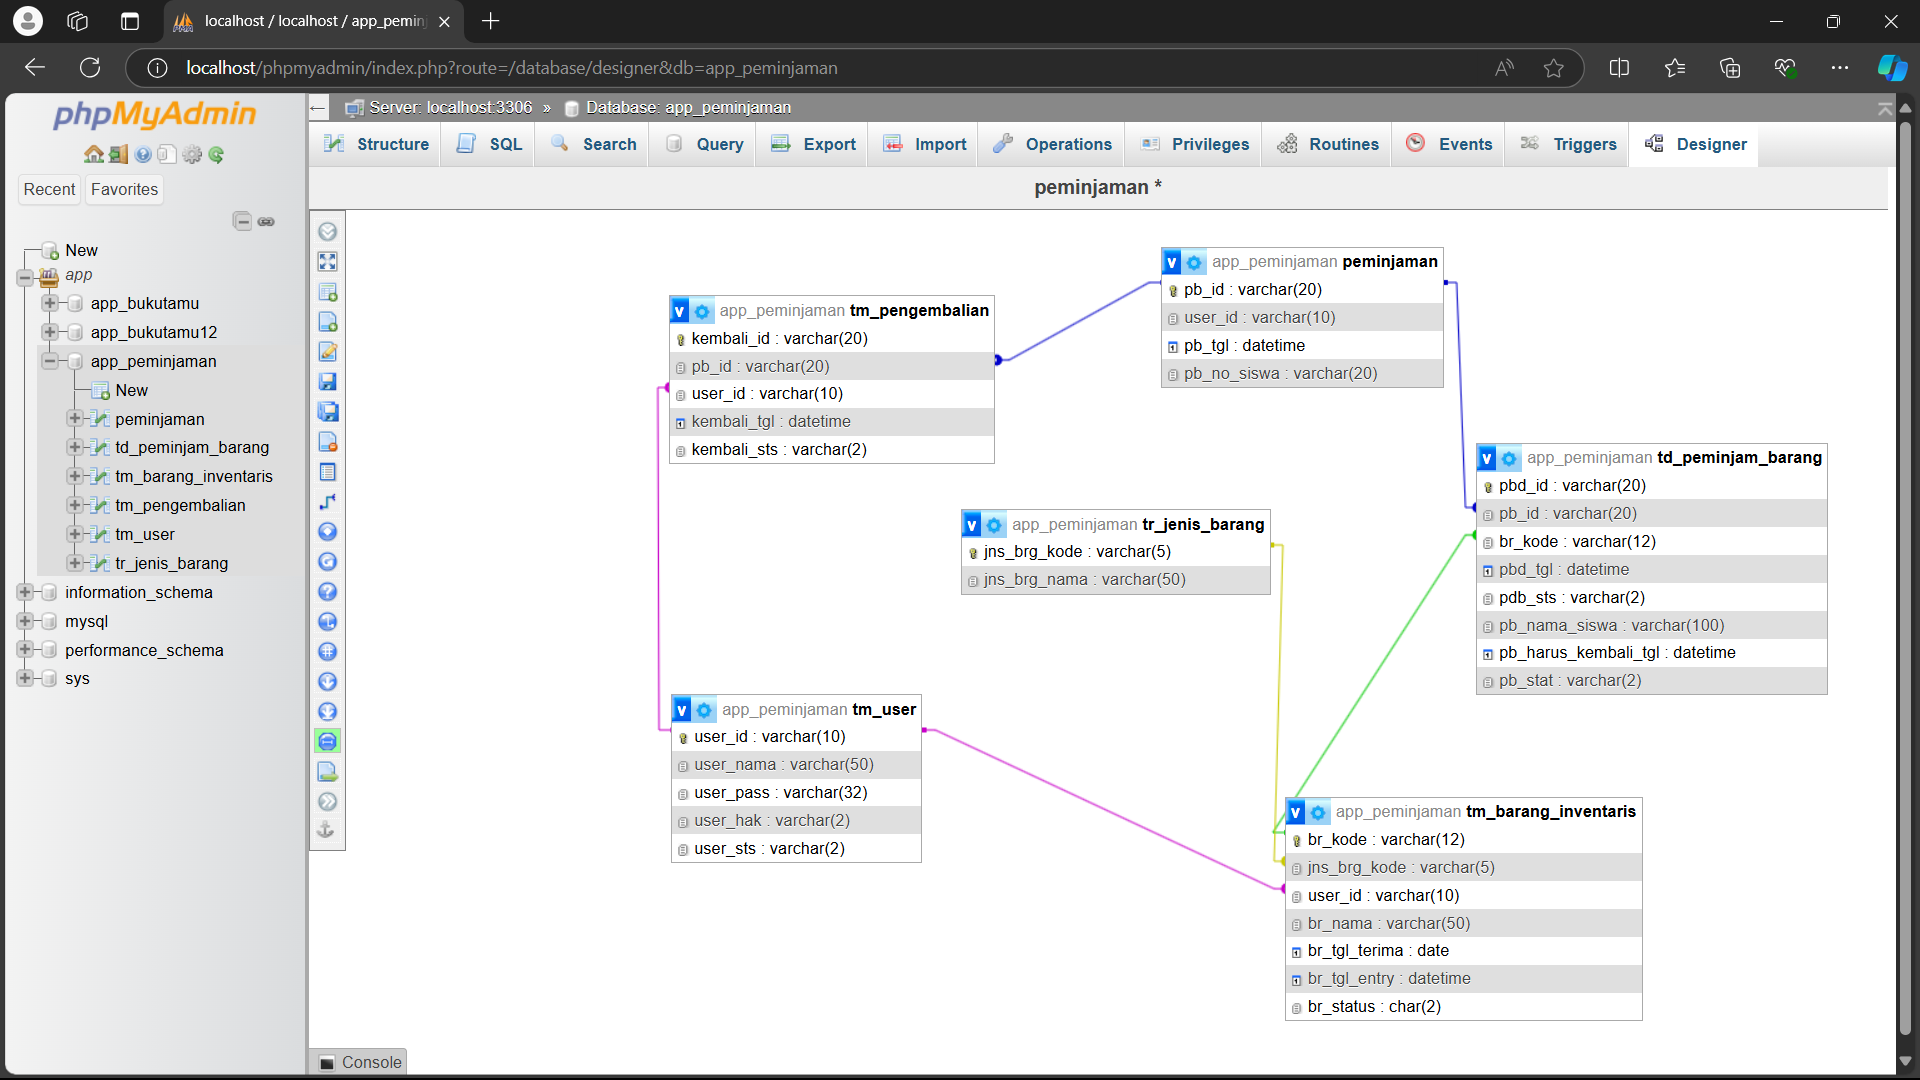 localhost / localhost / app_pemin
localhost/phpmyadmin/index.php?route=/database/designer&db=app_peminjaman
phpMyAdmin
Recent
Favorites
New
app
app_bukutamu
app_bukutamu12
app_peminjaman
New
peminjaman
td_peminjam_barang
tm_barang_inventaris
tm_pengembalian
tm_user
tr_jenis_barang
information_schema
mysql
performance_schema
sys
Server: localhost:3306 » Database: app_peminjaman
Structure
SQL
Search
Query
Export
Import
Operations
Privileges
Routines
Events
Triggers
Designer
peminjaman *
v app_peminjaman peminjaman
pb_id : varchar(20)
user_id : varchar(10)
pb_tgl : datetime
pb_no_siswa : varchar(20)
v app_peminjaman tm_pengembalian
kembali_id : varchar(20)
pb_id : varchar(20)
user_id : varchar(10)
kembali_tgl : datetime
kembali_sts : varchar(2)
v app_peminjaman td_peminjam_barang
pbd_id : varchar(20)
pb_id : varchar(20)
br_kode : varchar(12)
pbd_tgl : datetime
pdb_sts : varchar(2)
pb_nama_siswa : varchar(100)
pb_harus_kembali_tgl : datetime
pb_stat : varchar(2)
v app_peminjaman tr_jenis_barang
jns_brg_kode : varchar(5)
jns_brg_nama : varchar(50)
v app_peminjaman tm_user
user_id : varchar(10)
user_nama : varchar(50)
user_pass : varchar(32)
user_hak : varchar(2)
user_sts : varchar(2)
v app_peminjaman tm_barang_inventaris
br_kode : varchar(12)
jns_brg_kode : varchar(5)
user_id : varchar(10)
br_nama : varchar(50)
br_tgl_terima : date
br_tgl_entry : datetime
br_status : char(2)
Console